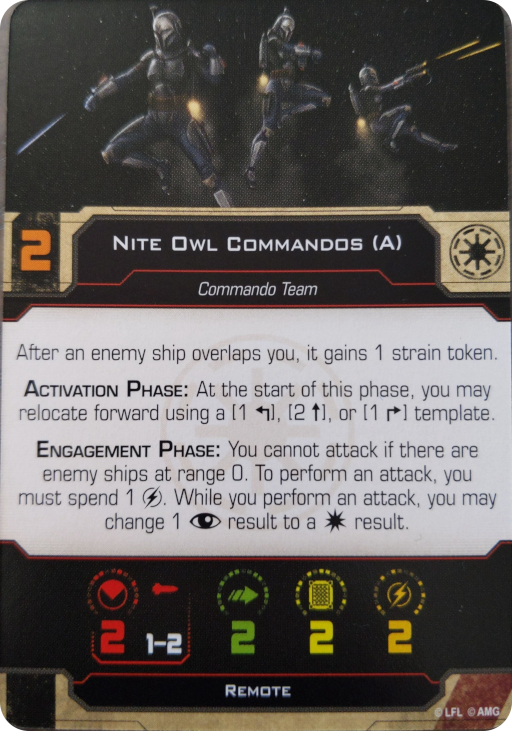 2
NITE OWL COMMANDOS (A)
Commando Team
After an enemy ship overlaps you, it gains 1 strain token.
ACTIVATION PHASE: At the start of this phase, you may
relocate forward using a [1 ↰], [2 ⬆], or [1 ↱] template.
ENGAGEMENT PHASE: You cannot attack if there are
enemy ships at range 0. To perform an attack, you
must spend 1 . While you perform an attack, you may
change 1 result to a result.
2 1–2 2 2 2
REMOTE
© LFL © AMG